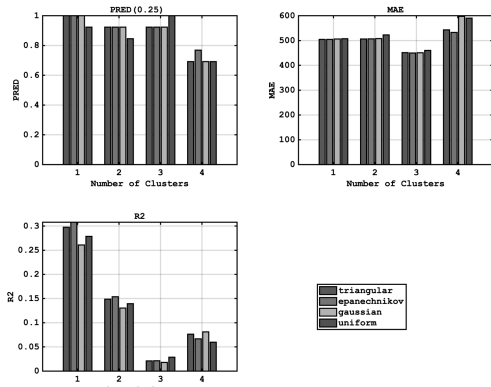 PRED(0.25)
1
0.8
0.6
0.4
0.2
0
PRED
1 2 3 4
Number of Clusters
MAE
600
500
400
300
200
100
0
MAE
1 2 3 4
Number of Clusters
R2
0.3
0.25
0.2
0.15
0.1
0.05
0
R2
1 2 3 4
triangular
epanechnikov
gaussian
uniform